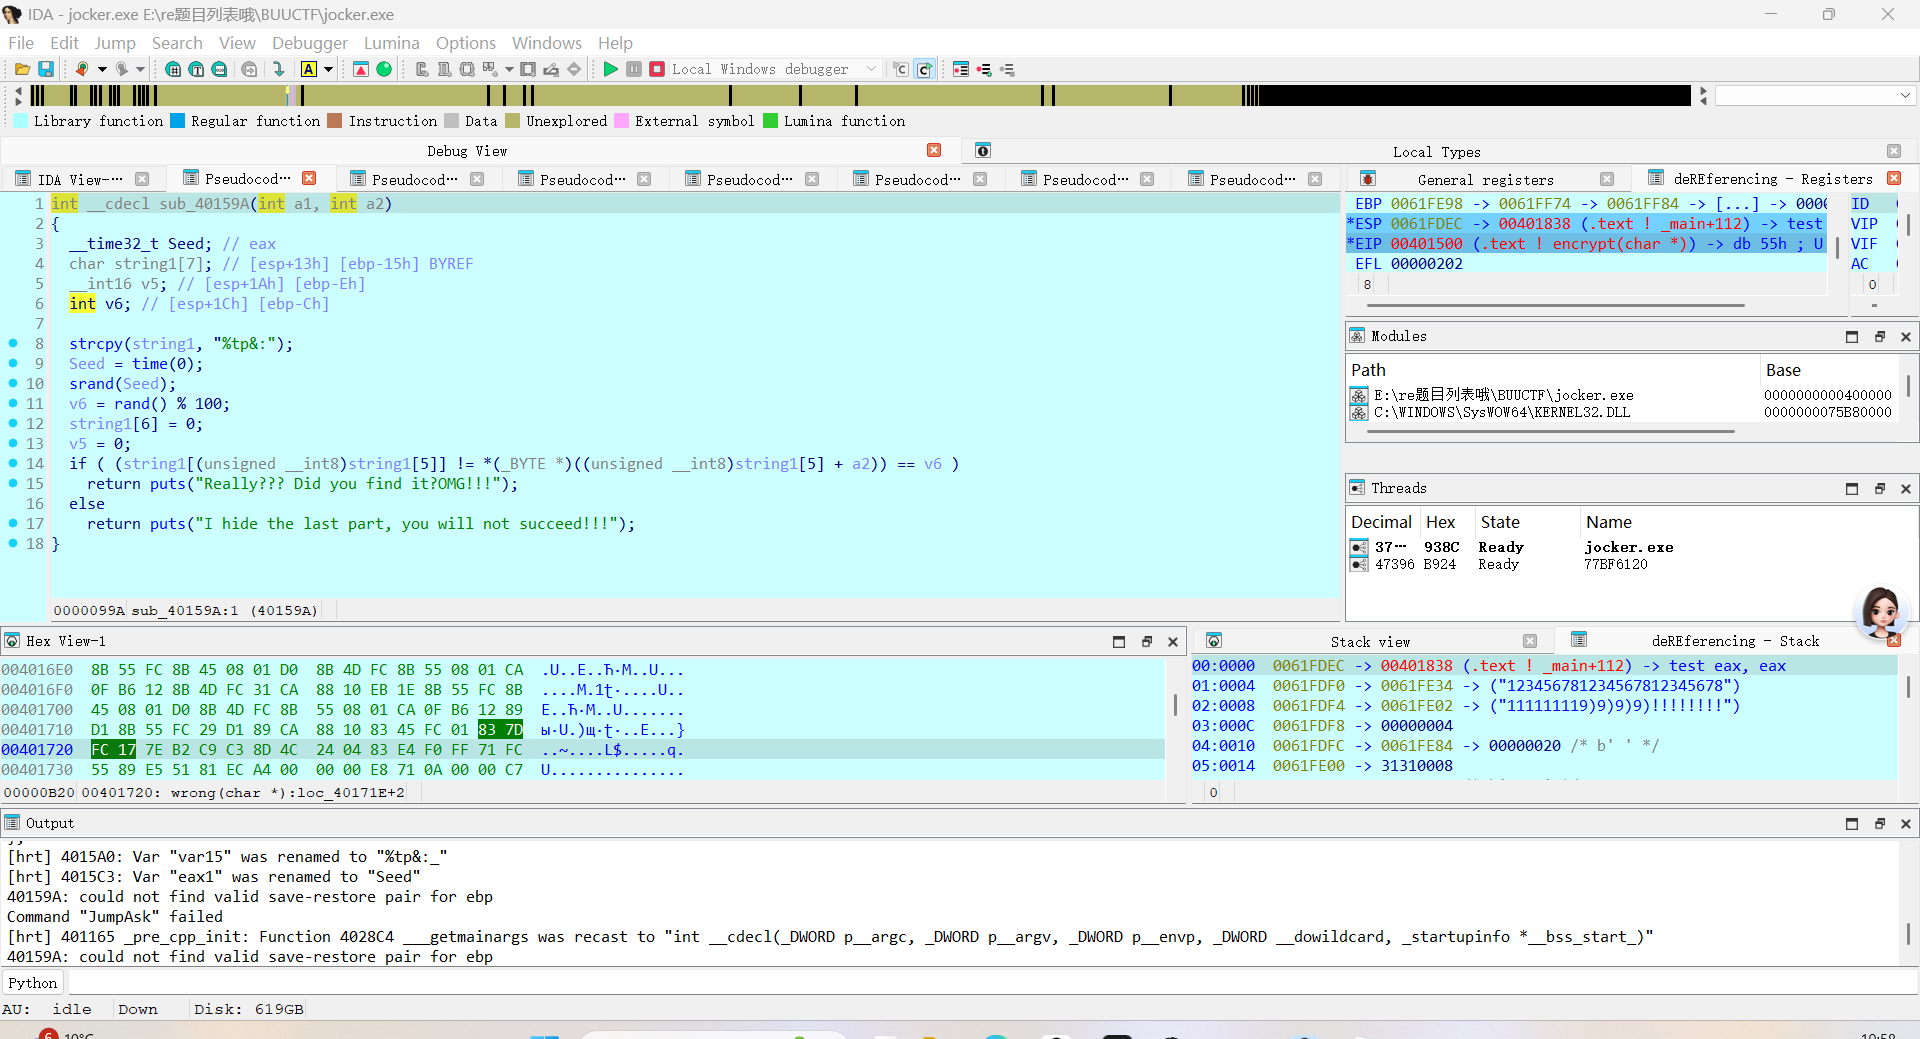 IDA - jocker.exe E:\re题目列表哦\BUUCTF\jocker.exe
File Edit Jump Search View Debugger Lumina Options Windows Help
Local Windows debugger
Library function Regular function Instruction Data Unexplored External symbol Lumina function
Debug View
Local Types
IDA View-··· Pseudocod··· Pseudocod··· Pseudocod··· Pseudocod··· Pseudocod··· Pseudocod··· Pseudocod···
General registers
deREferencing - Registers
1 int __cdecl sub_40159A(int a1, int a2)
2 {
3 __time32_t Seed; // eax
4 char string1[7]; // [esp+13h] [ebp-15h] BYREF
5 __int16 v5; // [esp+1Ah] [ebp-Eh]
6 int v6; // [esp+1Ch] [ebp-Ch]
7
8 strcpy(string1, "%tp&:");
9 Seed = time(0);
10 srand(Seed);
11 v6 = rand() % 100;
12 string1[6] = 0;
13 v5 = 0;
14 if ( (string1[(unsigned __int8)string1[5]] != *(_BYTE *)((unsigned __int8)string1[5] + a2)) == v6 )
15 return puts("Really??? Did you find it?OMG!!!");
16 else
17 return puts("I hide the last part, you will not succeed!!!");
18 }
0000099A sub_40159A:1 (40159A)
EBP 0061FE98 -> 0061FF74 -> 0061FF84 -> [...] -> 000
*ESP 0061FDEC -> 00401838 (.text ! _main+112) -> test
*EIP 00401500 (.text ! encrypt(char *)) -> db 55h ; U
EFL 00000202
8
ID
VIP
VIF
AC
0
Modules
Path Base
E:\re题目列表哦\BUUCTF\jocker.exe 0000000000400000
C:\WINDOWS\SysWOW64\KERNEL32.DLL 0000000075B80000
Threads
Decimal Hex State Name
37··· 938C Ready jocker.exe
47396 B924 Ready 77BF6120
Hex View-1
004016E0 8B 55 FC 8B 45 08 01 D0 8B 4D FC 8B 55 08 01 CA .U..E..Ћ·M..U...
004016F0 0F B6 12 8B 4D FC 31 CA 88 10 EB 1E 8B 55 FC 8B ....M.1ʈ·....U..
00401700 45 08 01 D0 8B 4D FC 8B 55 08 01 CA 0F B6 12 89 E..Ћ·M..U.......
00401710 D1 8B 55 FC 29 D1 89 CA 88 10 83 45 FC 01 83 7D ы·U.)щ·ʈ·..E...}
00401720 FC 17 7E B2 C9 C3 8D 4C 24 04 83 E4 F0 FF 71 FC ..~....L$.....q.
00401730 55 89 E5 51 81 EC A4 00 00 00 E8 71 0A 00 00 C7 U...............
00000B20 00401720: wrong(char *):loc_40171E+2
Stack view
deREferencing - Stack
00:0000 0061FDEC -> 00401838 (.text ! _main+112) -> test eax, eax
01:0004 0061FDF0 -> 0061FE34 -> ("123456781234567812345678")
02:0008 0061FDF4 -> 0061FE02 -> ("111111119)9)9)9)!!!!!!!!")
03:000C 0061FDF8 -> 00000004
04:0010 0061FDFC -> 0061FE84 -> 00000020 /* b' ' */
05:0014 0061FE00 -> 31310008
0
Output
[hrt] 4015A0: Var "var15" was renamed to "%tp&:_"
[hrt] 4015C3: Var "eax1" was renamed to "Seed"
40159A: could not find valid save-restore pair for ebp
Command "JumpAsk" failed
[hrt] 401165 _pre_cpp_init: Function 4028C4 ___getmainargs was recast to "int __cdecl(_DWORD p__argc, _DWORD p__argv, _DWORD p__envp, _DWORD __dowildcard, _startupinfo *__bss_start_)"
40159A: could not find valid save-restore pair for ebp
Python
AU: idle Down Disk: 619GB